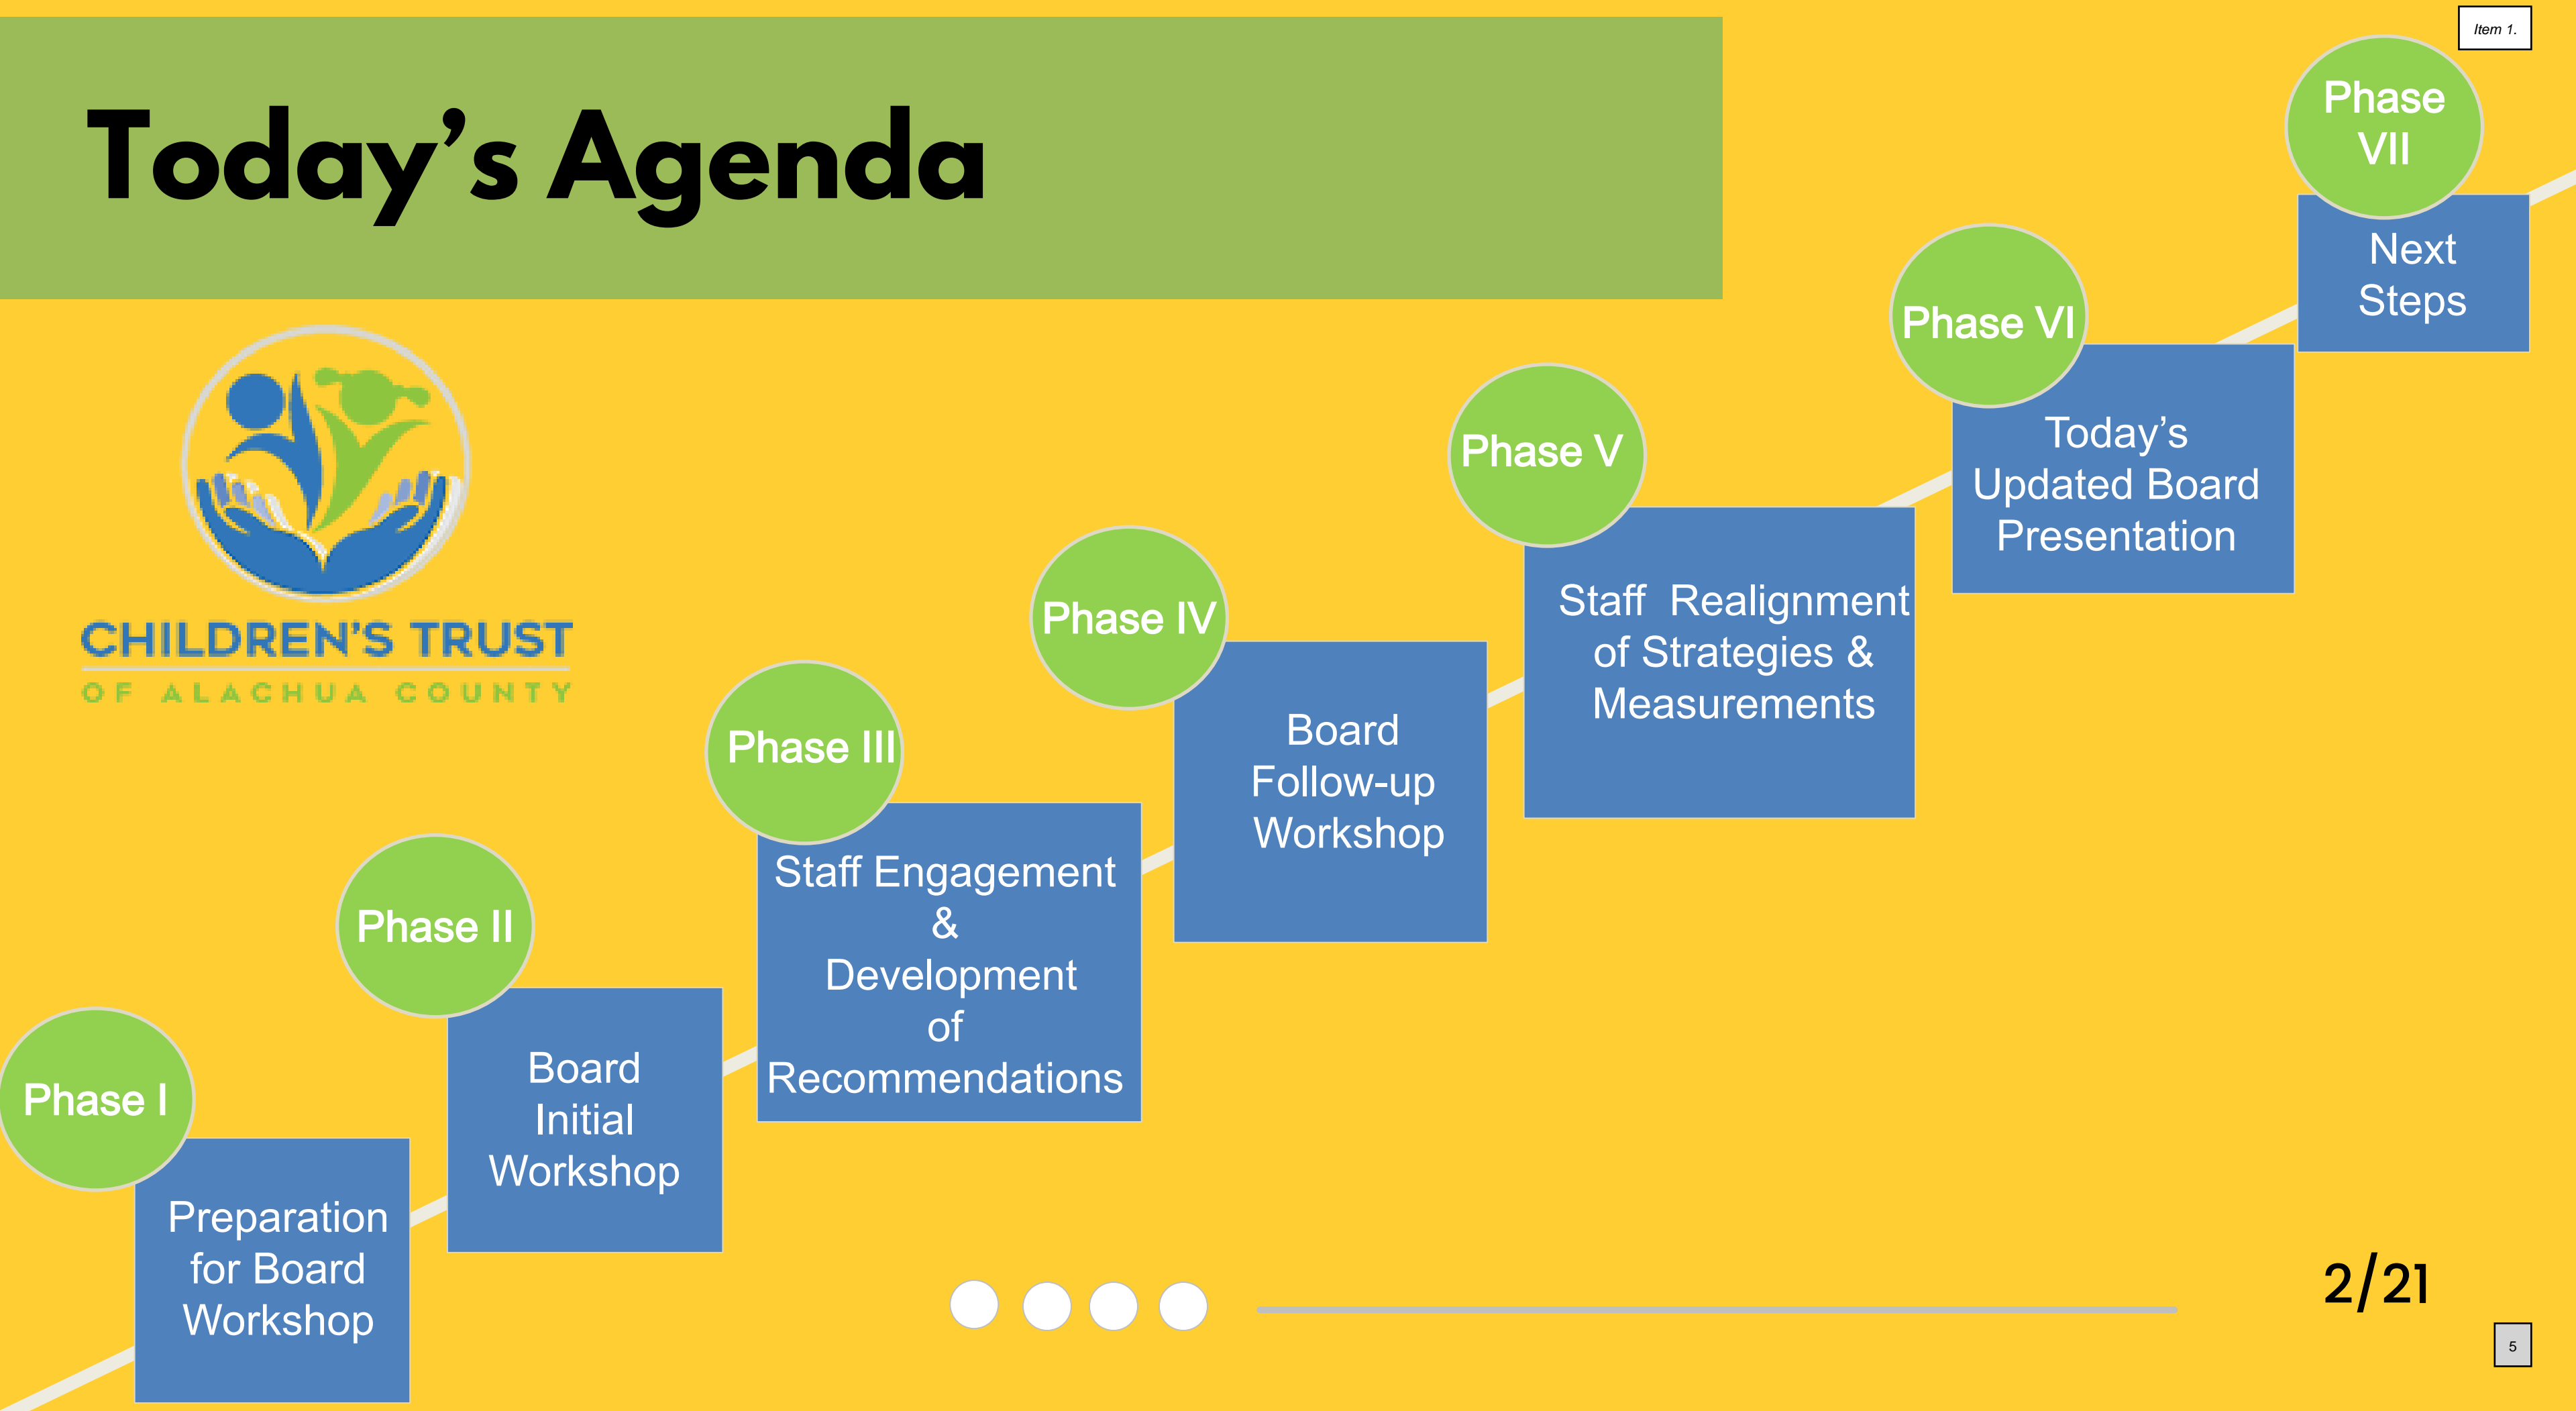 Item 1.
Today’s Agenda
CHILDREN'S TRUST
OF ALACHUA COUNTY
Phase I
Preparation
for Board
Workshop
Phase II
Board
Initial
Workshop
Phase III
Staff Engagement
&
Development
of
Recommendations
Phase IV
Board
Follow-up
Workshop
Phase V
Staff  Realignment
of Strategies &
Measurements
Phase VI
Today’s
Updated Board
Presentation
Phase
VII
Next
Steps
2/21
5